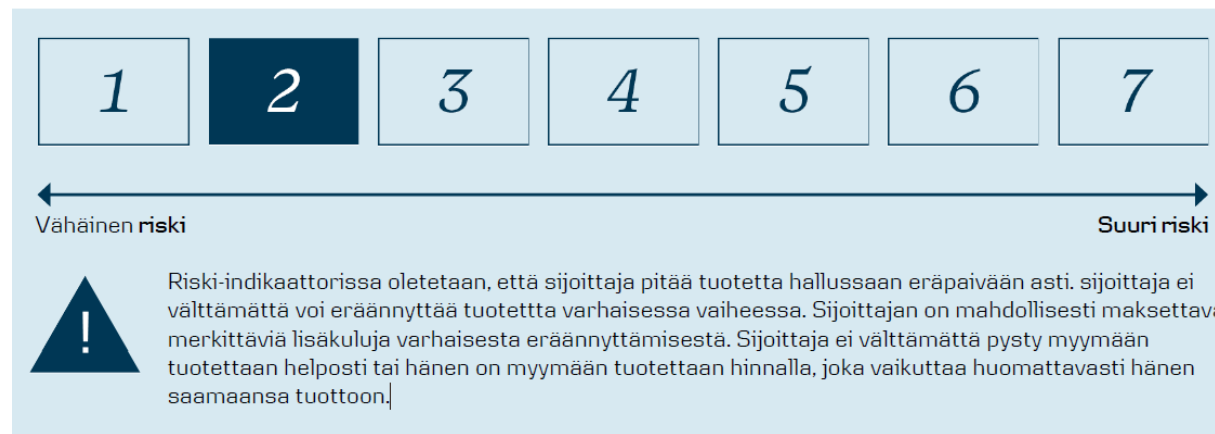 1 2 3 4 5 6 7
Vähäinen riski Suuri riski
Riski-indikaattorissa oletetaan, että sijoittaja pitää tuotetta hallussaan eräpaivään asti. sijoittaja ei
välttämättä voi eräännyttää tuotettta varhaisessa vaiheessa. Sijoittajan on mahdollisesti maksettava
merkittäviä lisäkuluja varhaisesta eräännyttämisestä. Sijoittaja ei välttämättä pysty myymään
tuotettaan helposti tai hänen on myymään tuotettaan hinnalla, joka vaikuttaa huomattavasti hänen
saamaansa tuottoon.
!